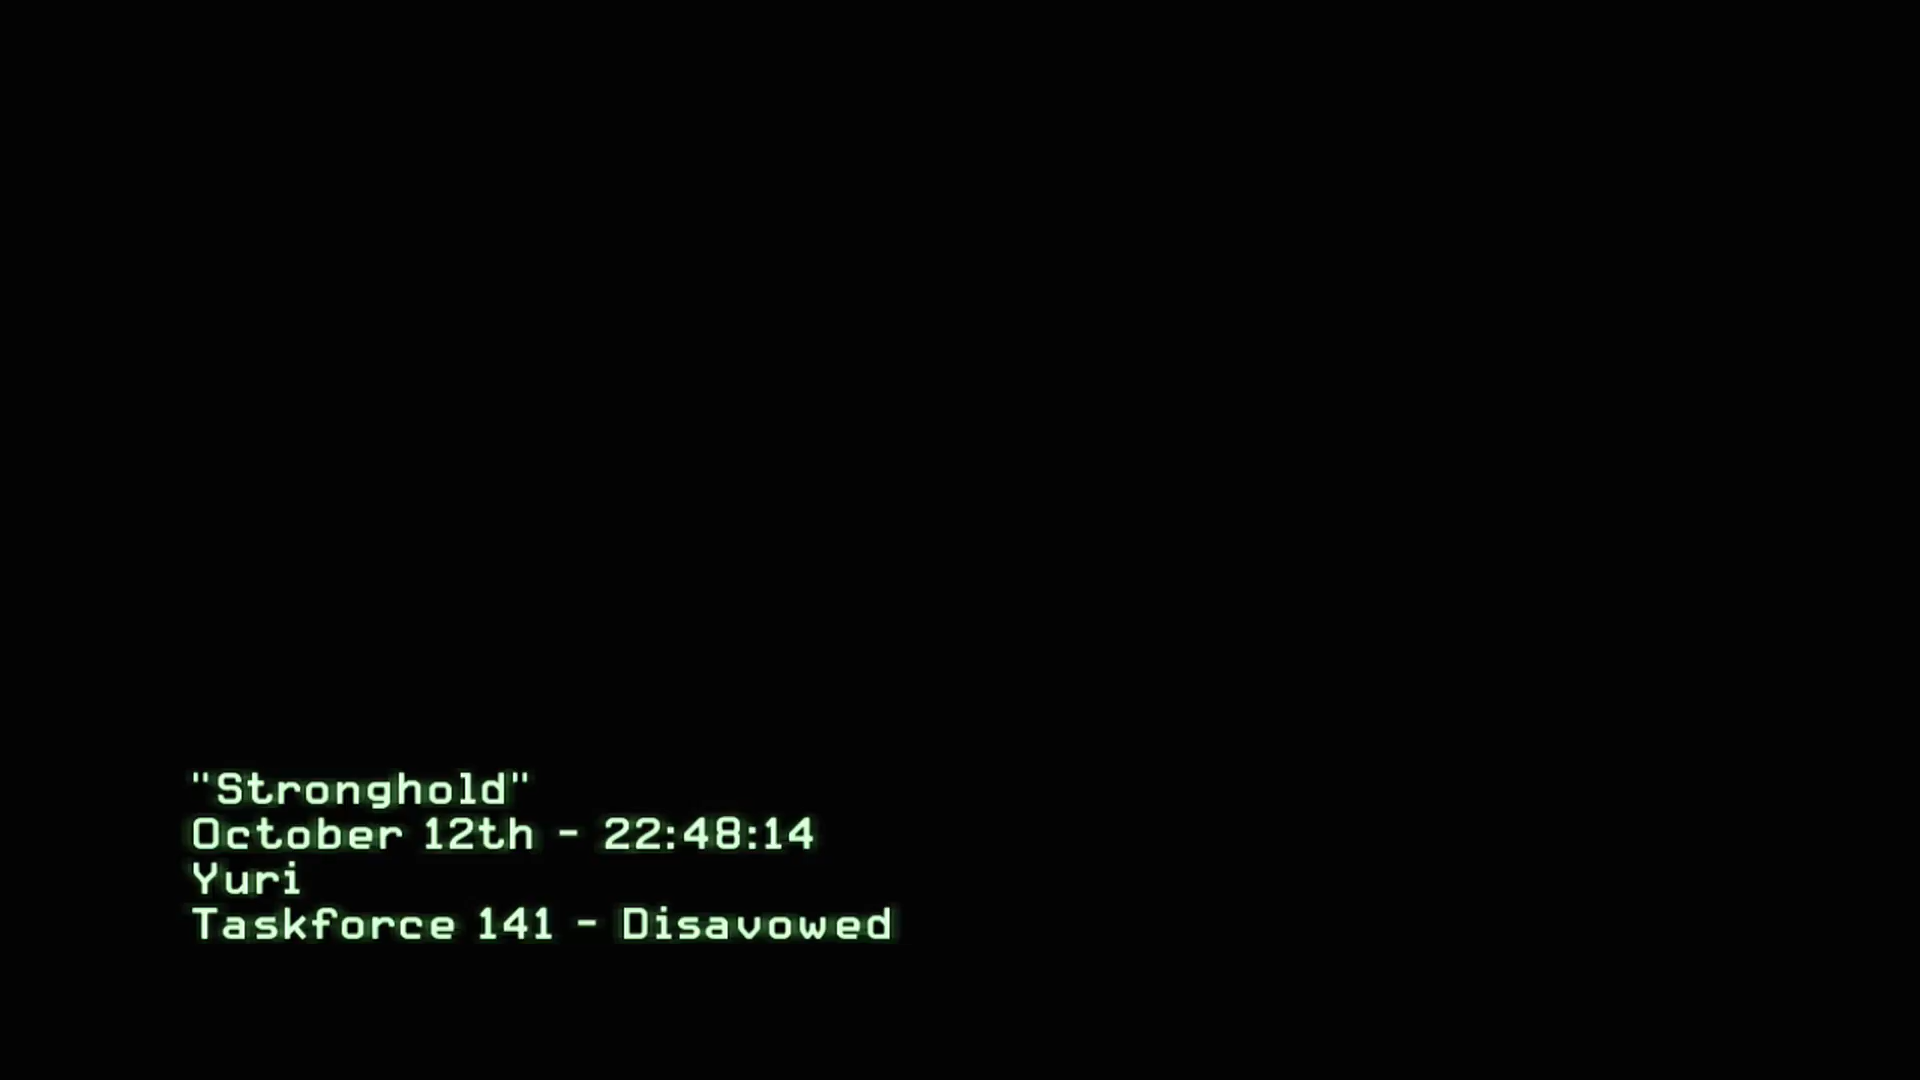 "Stronghold"
October 12th - 22:48:14
Yuri
Taskforce 141 - Disavowed